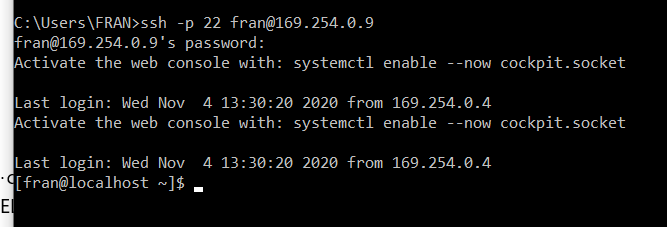 C:\Users\FRAN>ssh -p 22 fran@169.254.0.9
fran@169.254.0.9's password:
Activate the web console with: systemctl enable --now cockpit.socket
Last login: Wed Nov  4 13:30:20 2020 from 169.254.0.4
Activate the web console with: systemctl enable --now cockpit.socket
Last login: Wed Nov  4 13:30:20 2020 from 169.254.0.4
[fran@localhost ~]$